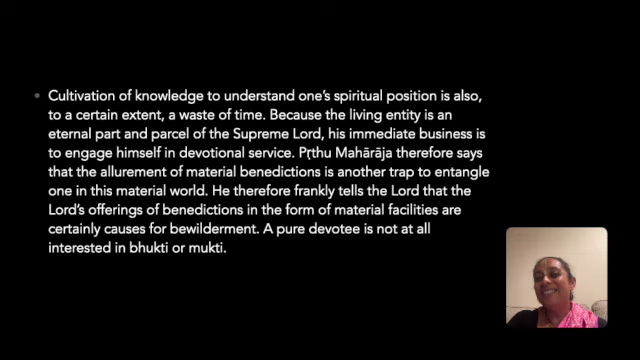 Cultivation of knowledge to understand one's spiritual position is also,
to a certain extent, a waste of time. Because the living entity is an
eternal part and parcel of the Supreme Lord, his immediate business is
to engage himself in devotional service. Pṛthu Mahārāja therefore says
that the allurement of material benedictions is another trap to entangle
one in this material world. He therefore frankly tells the Lord that the
Lord's offerings of benedictions in the form of material facilities are
certainly causes for bewilderment. A pure devotee is not at all
interested in bhukti or mukti.